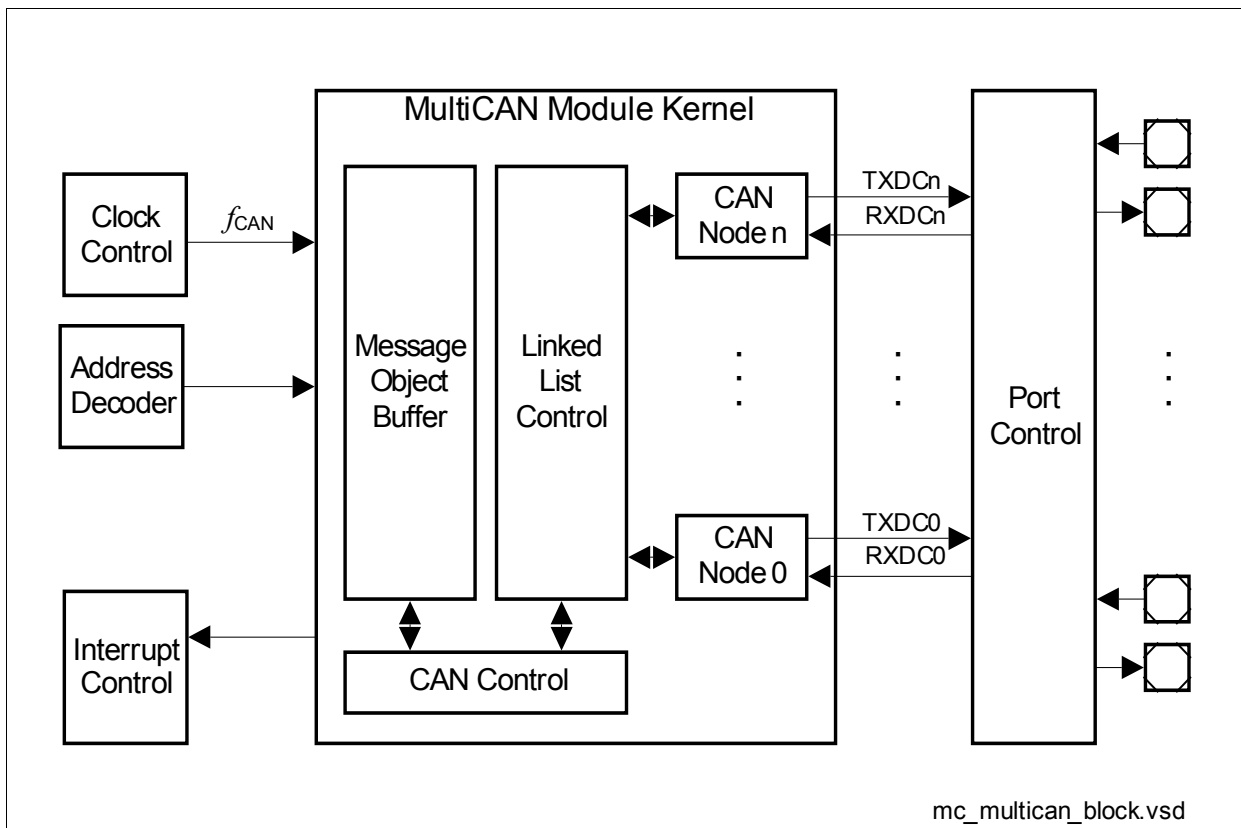 MultiCAN Module Kernel
Clock
Control
fCAN
Address
Decoder
Interrupt
Control
Message
Object
Buffer
Linked
List
Control
CAN Control
CAN
Node n
TXDCn
RXDCn
CAN
Node 0
TXDC0
RXDC0
Port
Control
mc_multican_block.vsd